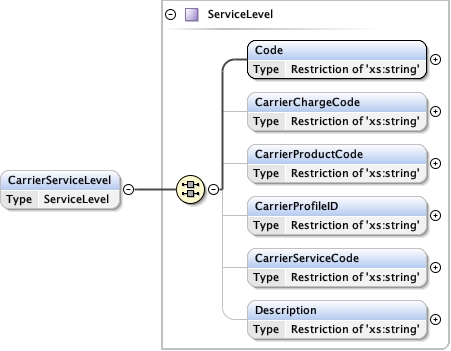 ServiceLevel
Code
Type Restriction of 'xs:string'
CarrierChargeCode
Type Restriction of 'xs:string'
CarrierProductCode
Type Restriction of 'xs:string'
CarrierServiceLevel
Type ServiceLevel
CarrierProfileID
Type Restriction of 'xs:string'
CarrierServiceCode
Type Restriction of 'xs:string'
Description
Type Restriction of 'xs:string'